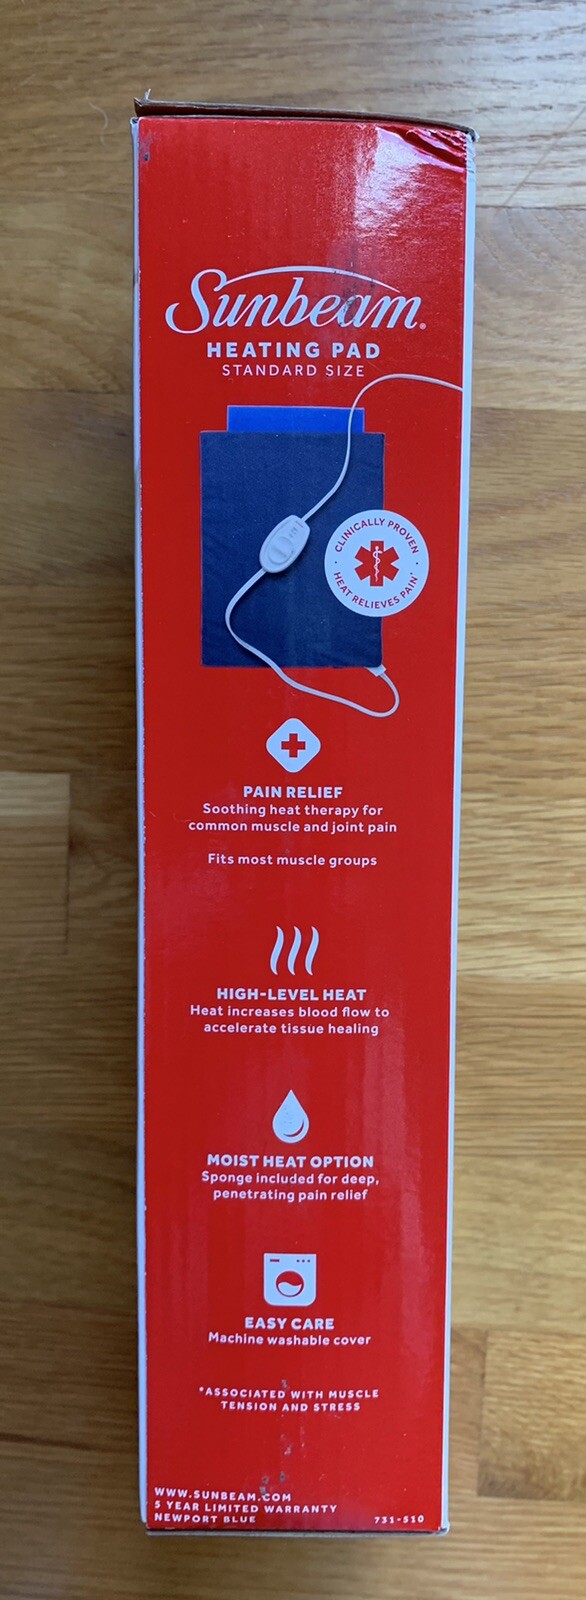 Sunbeam®
HEATING PAD
STANDARD SIZE
CLINICALLY PROVEN
HEAT RELIEVES PAIN*
PAIN RELIEF
Soothing heat therapy for
common muscle and joint pain
Fits most muscle groups
HIGH-LEVEL HEAT
Heat increases blood flow to
accelerate tissue healing
MOIST HEAT OPTION
Sponge included for deep,
penetrating pain relief
EASY CARE
Machine washable cover
*ASSOCIATED WITH MUSCLE
TENSION AND STRESS
WWW.SUNBEAM.COM
5 YEAR LIMITED WARRANTY
NEWPORT BLUE
731-510